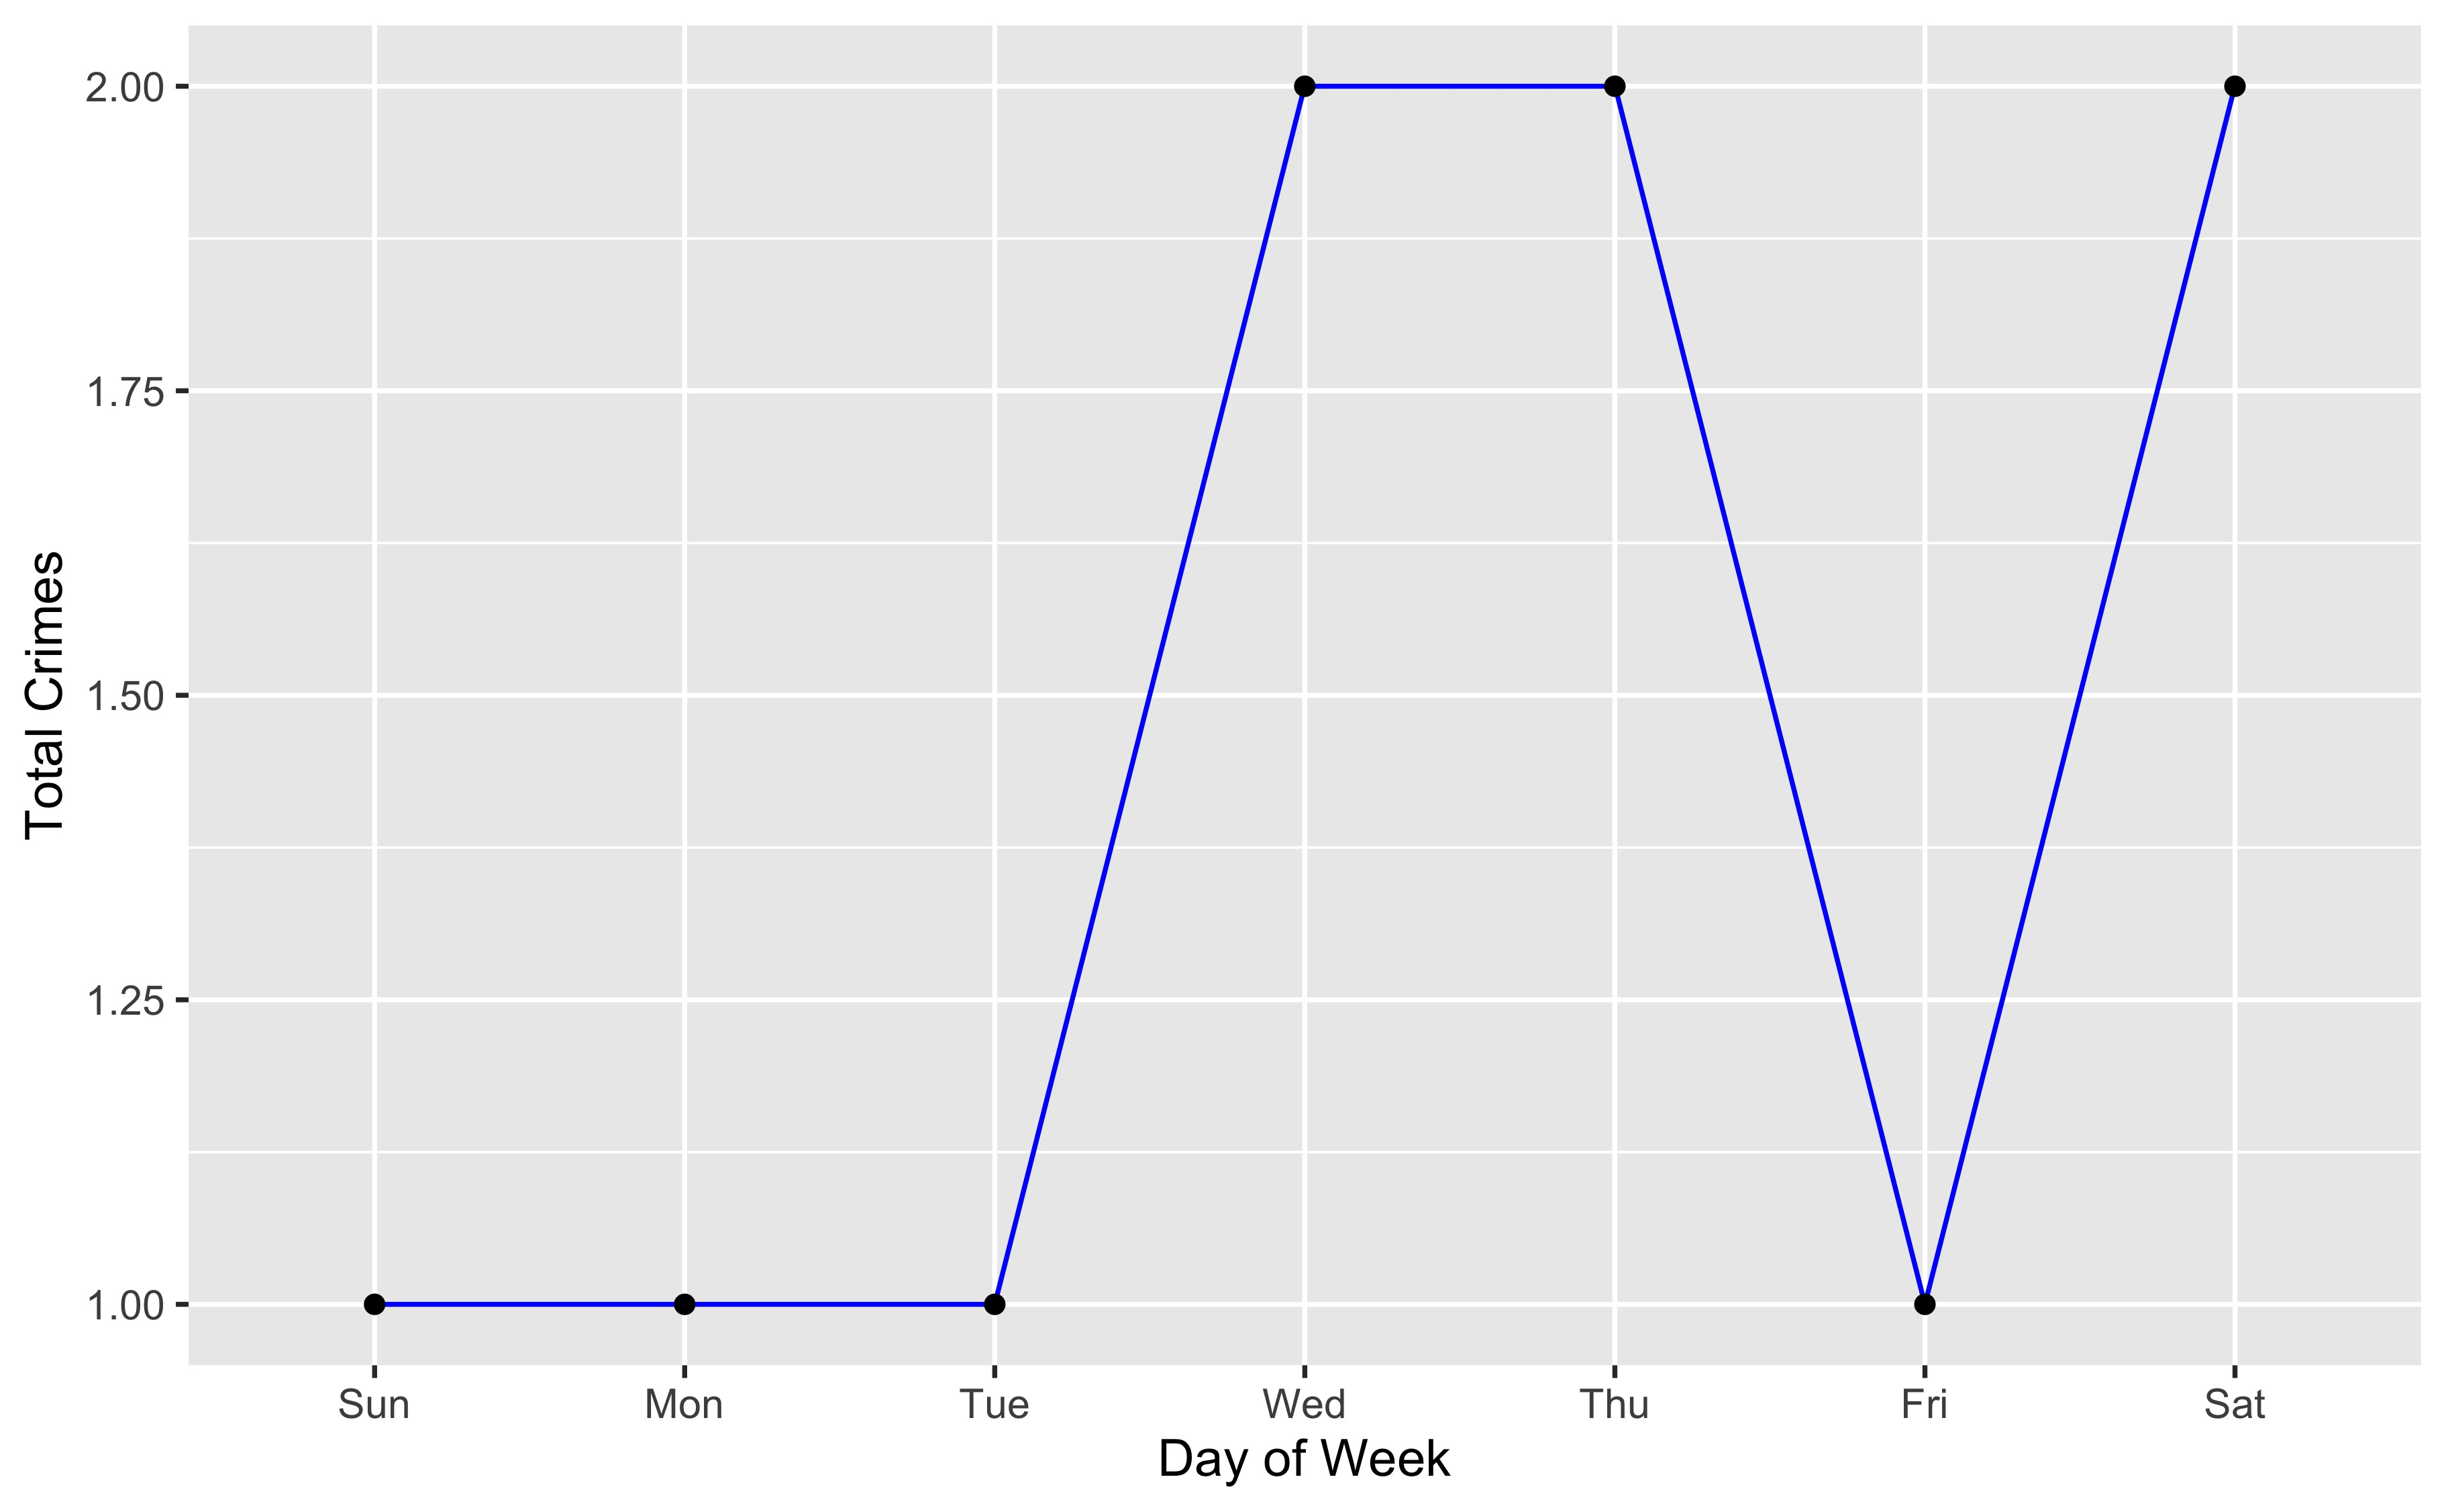 Total Crimes
2.00
1.75
1.50
1.25
1.00
Sun Mon Tue Wed Thu Fri Sat
Day of Week